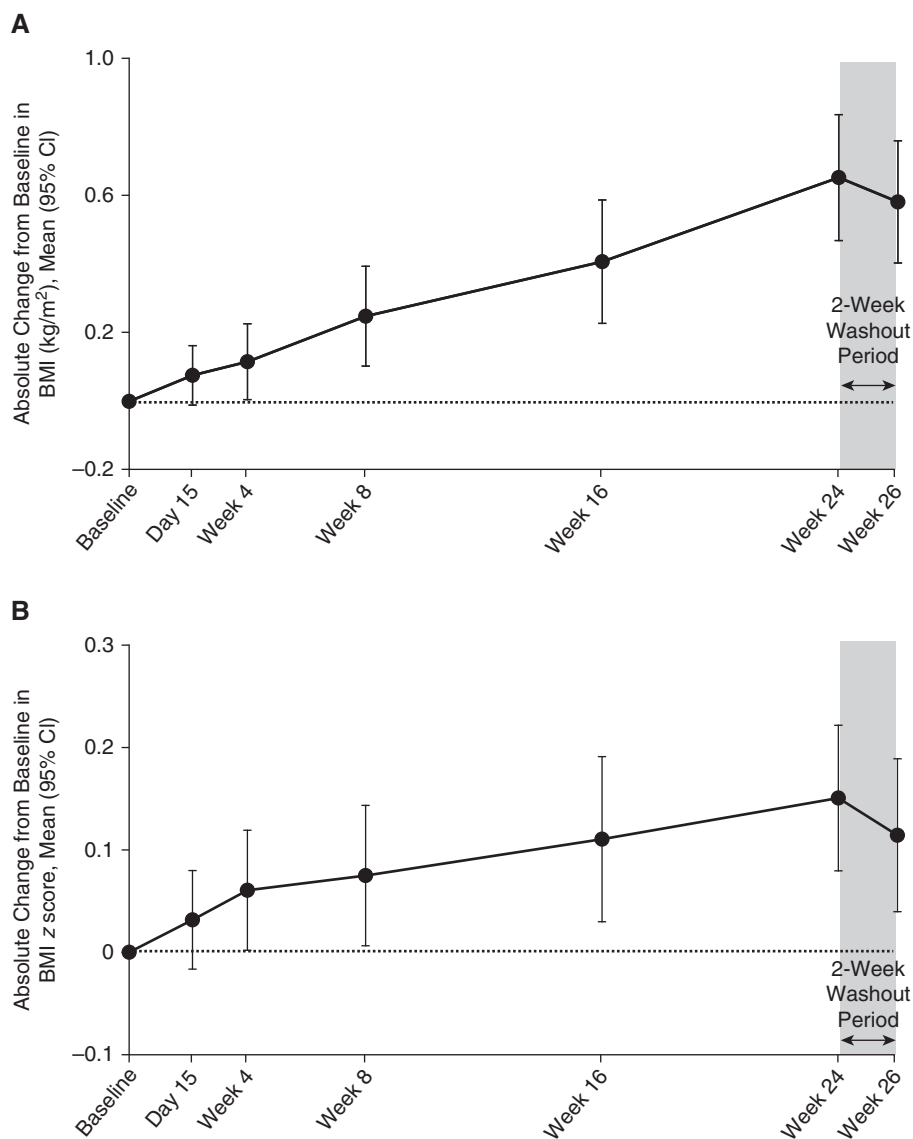 A
Absolute Change from Baseline in
BMI (kg/m²), Mean (95% CI)
1.0
0.6
0.2
–0.2
2-Week
Washout
Period
Baseline
Day 15
Week 4
Week 8
Week 16
Week 24
Week 26
B
Absolute Change from Baseline in
BMI z score, Mean (95% CI)
0.3
0.2
0.1
0
–0.1
2-Week
Washout
Period
Baseline
Day 15
Week 4
Week 8
Week 16
Week 24
Week 26